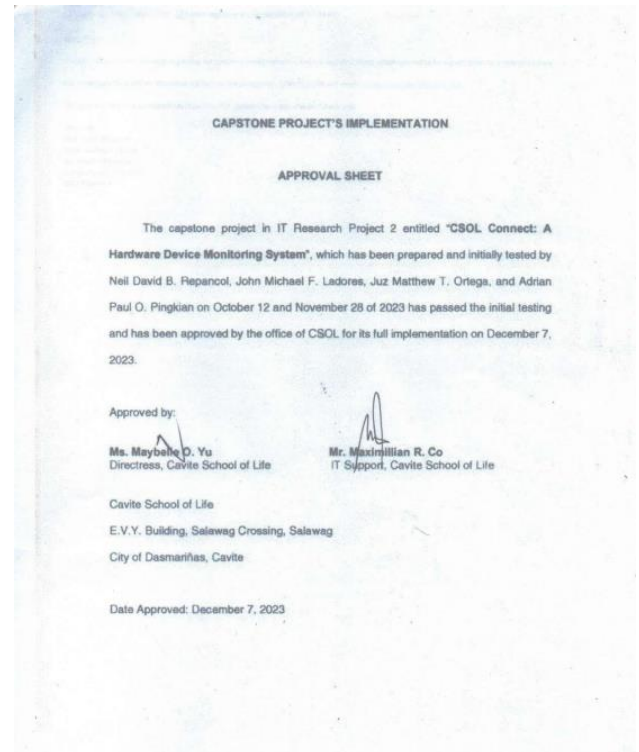 CAPSTONE PROJECT'S IMPLEMENTATION
APPROVAL SHEET
The capstone project in IT Research Project 2 entitled "CSOL Connect: A
Hardware Device Monitoring System", which has been prepared and initially tested by
Neil David B. Repancol, John Michael F. Ladores, Juz Matthew T. Ortega, and Adrian
Paul O. Pingkian on October 12 and November 28 of 2023 has passed the initial testing
and has been approved by the office of CSOL for its full implementation on December 7,
2023.
Approved by:
Ms. Maybelle D. Yu Mr. Maximillian R. Co
Directress, Cavite School of Life IT Support, Cavite School of Life
Cavite School of Life
E.V.Y. Building, Salawag Crossing, Salawag
City of Dasmariñas, Cavite
Date Approved: December 7, 2023